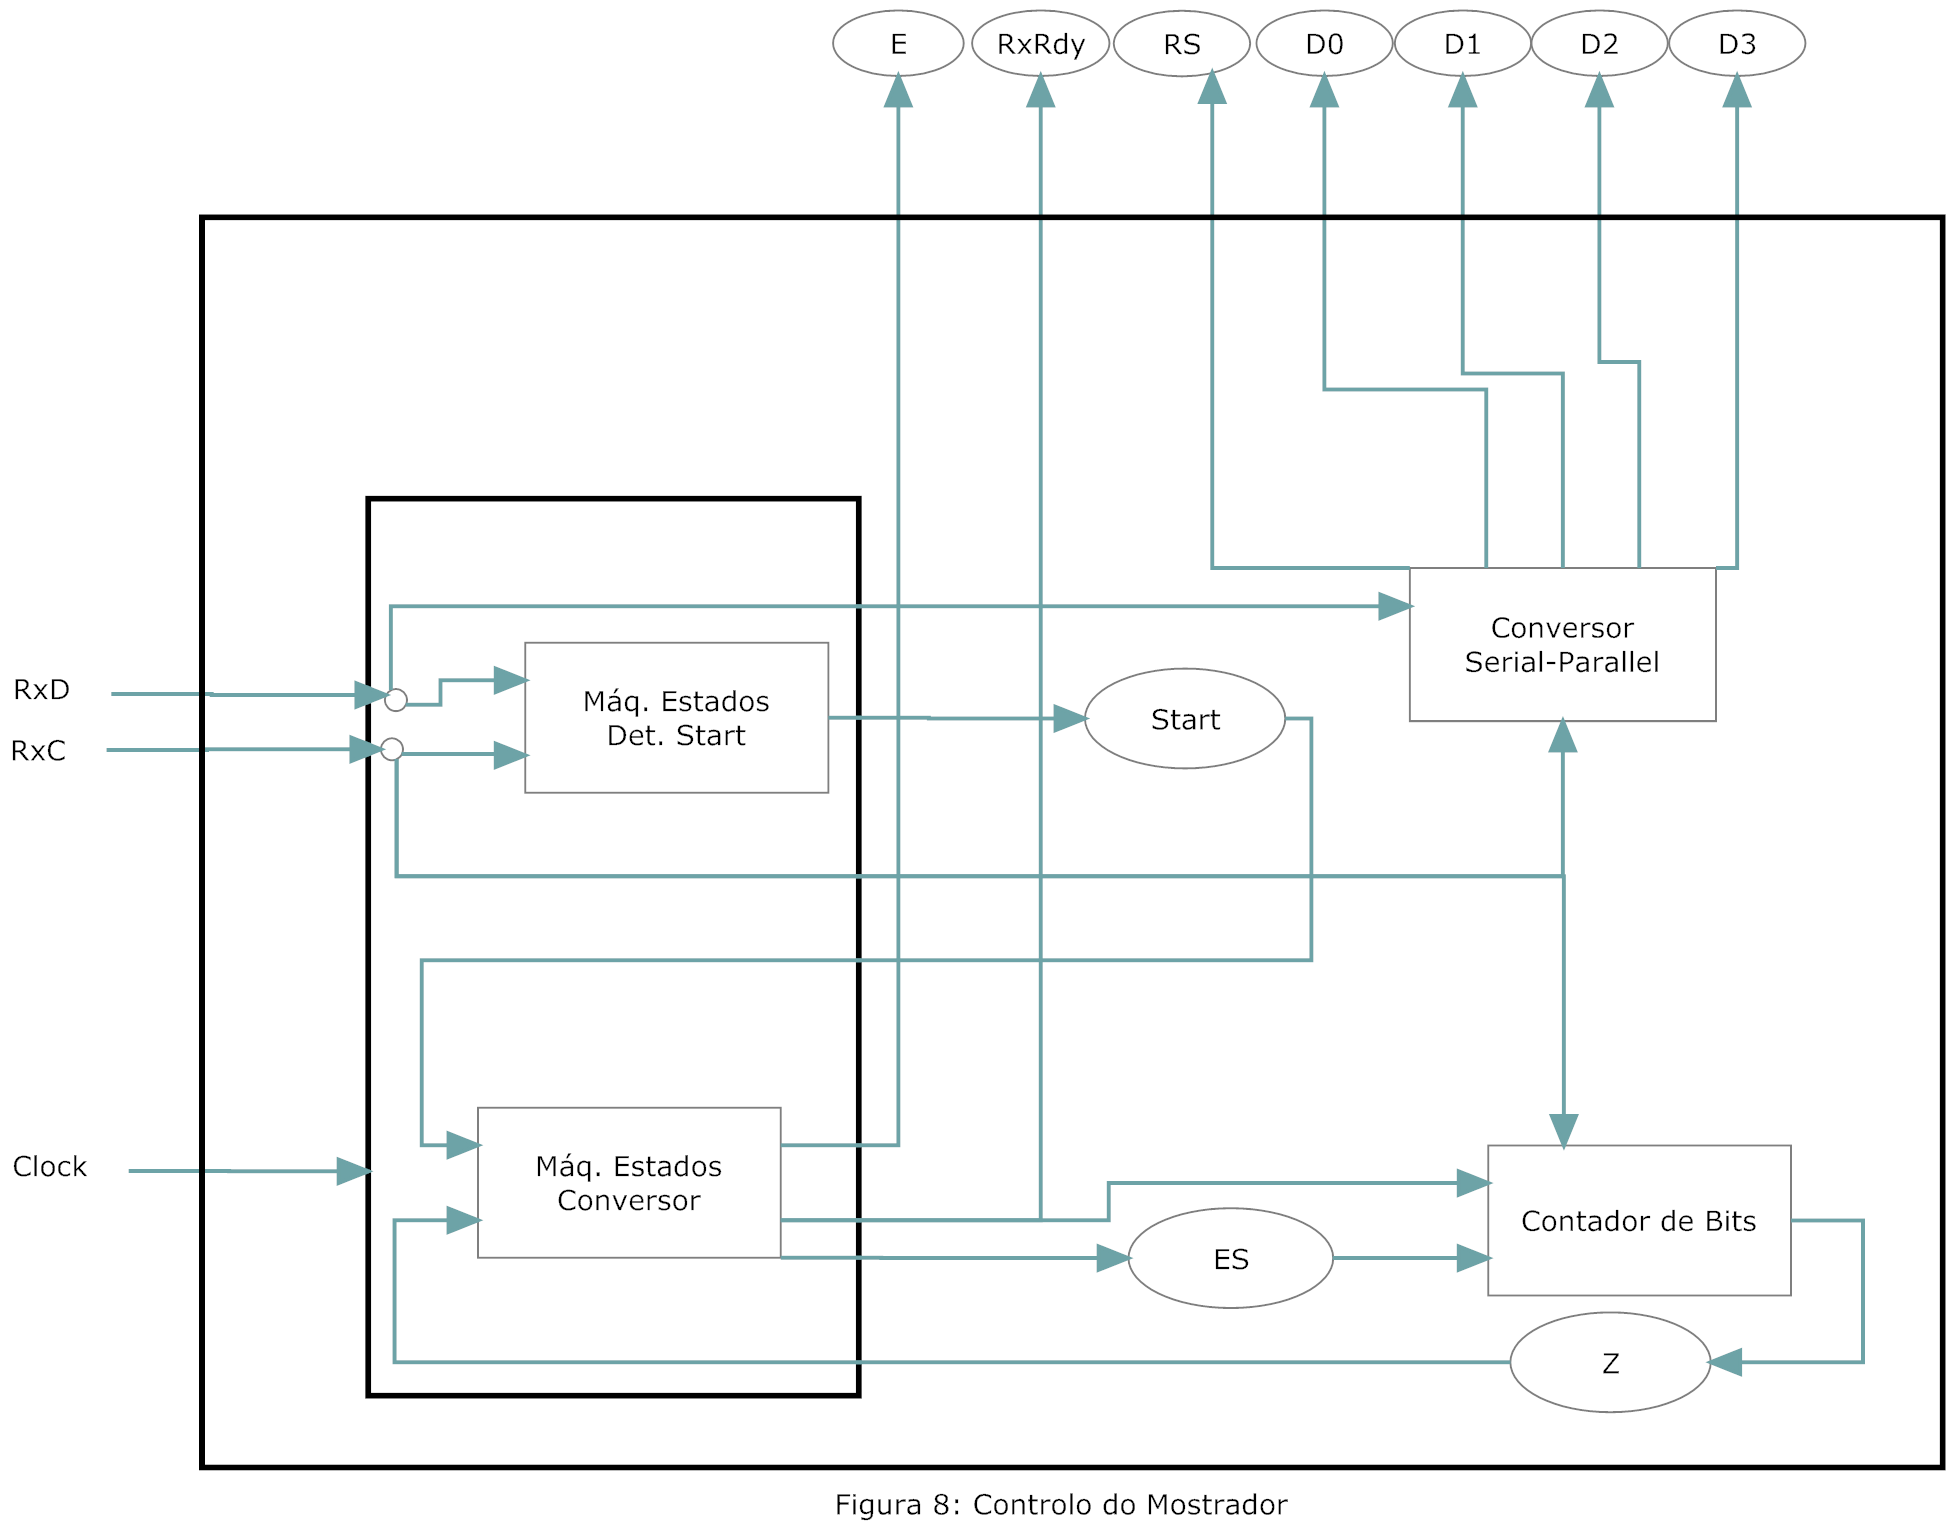 E
RxRdy
RS
D0
D1
D2
D3
Conversor
Serial-Parallel
RxD
Máq. Estados
Det. Start
Start
RxC
Clock
Máq. Estados
Conversor
Contador de Bits
ES
Z
Figura 8: Controlo do Mostrador